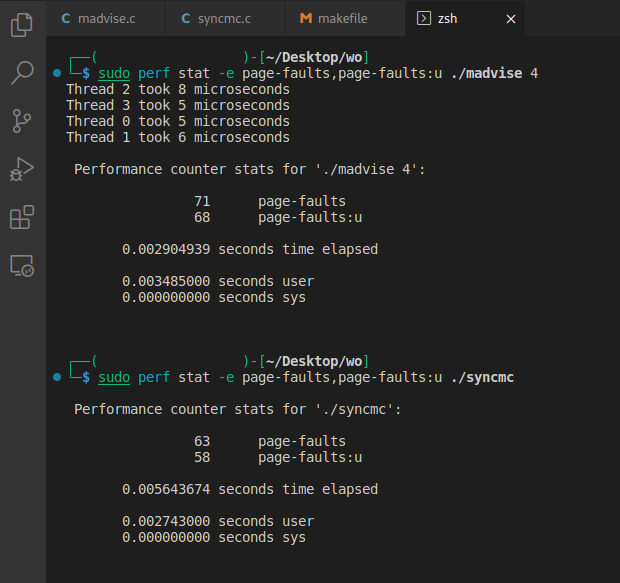 C madvise.c C syncmc.c M makefile zsh ×
┌──( )-[~/Desktop/wo]
└─$ sudo perf stat -e page-faults,page-faults:u ./madvise 4
Thread 2 took 8 microseconds
Thread 3 took 5 microseconds
Thread 0 took 5 microseconds
Thread 1 took 6 microseconds
Performance counter stats for './madvise 4':
71 page-faults
68 page-faults:u
0.002904939 seconds time elapsed
0.003485000 seconds user
0.000000000 seconds sys
┌──( )-[~/Desktop/wo]
└─$ sudo perf stat -e page-faults,page-faults:u ./syncmc
Performance counter stats for './syncmc':
63 page-faults
58 page-faults:u
0.005643674 seconds time elapsed
0.002743000 seconds user
0.000000000 seconds sys